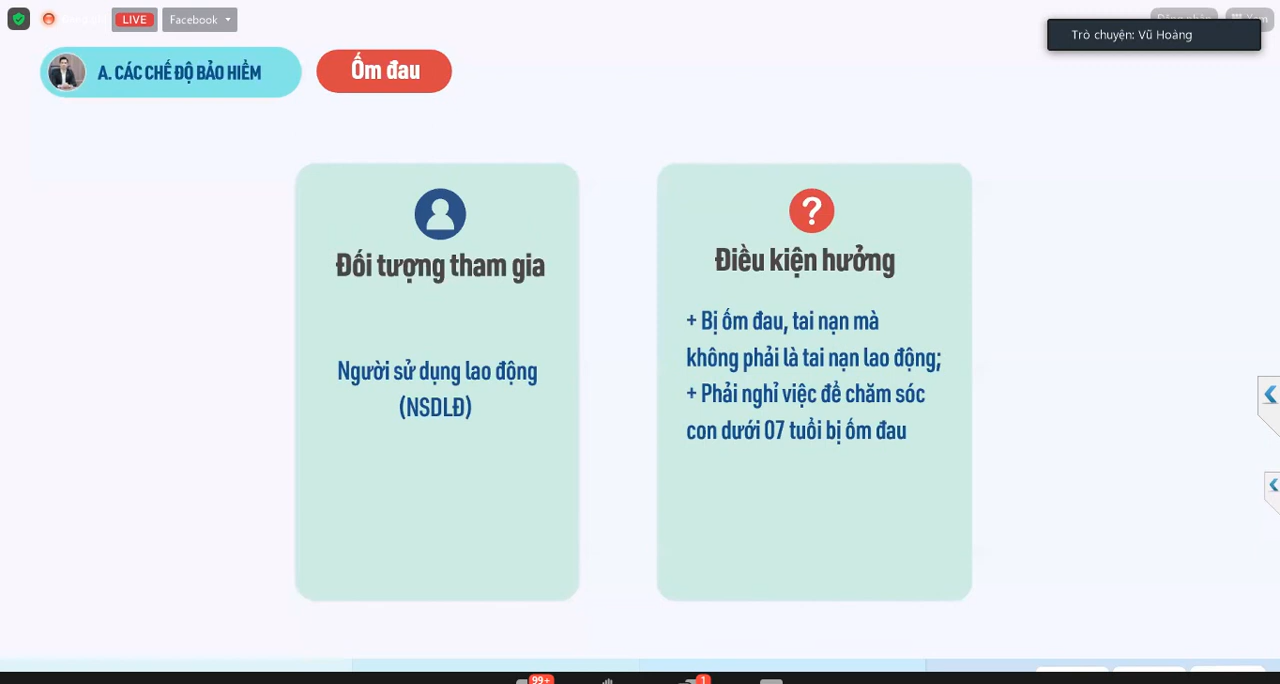 LIVE
Facebook
Trò chuyện: Vũ Hoảng
A. CÁC CHẾ ĐỘ BẢO HIỂM
Ốm đau
Đối tượng tham gia
Người sử dụng lao động
(NSDLĐ)
Điều kiện hưởng
+ Bị ốm đau, tai nạn mà
không phải là tai nạn lao động;
+ Phải nghỉ việc để chăm sóc
con dưới 07 tuổi bị ốm đau
99+
1